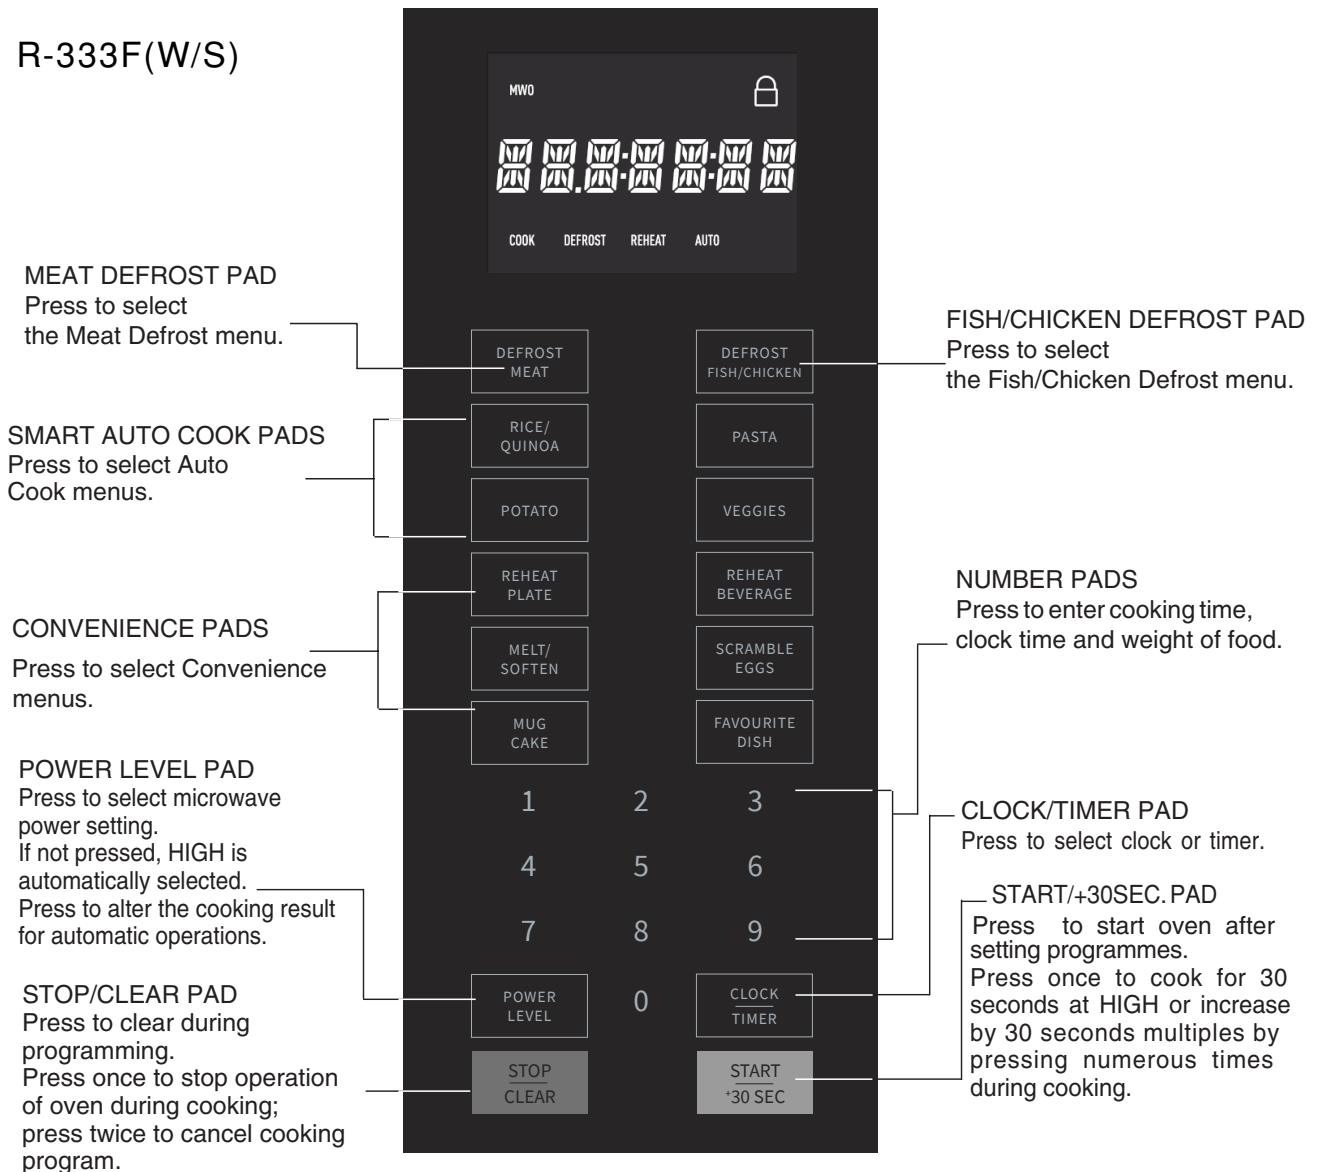 R-333F(W/S)
MWO
88.8:8 8:8 8
COOK DEFROST REHEAT AUTO
MEAT DEFROST PAD
Press to select
the Meat Defrost menu.
SMART AUTO COOK PADS
Press to select Auto
Cook menus.
CONVENIENCE PADS
Press to select Convenience
menus.
POWER LEVEL PAD
Press to select microwave
power setting.
If not pressed, HIGH is
automatically selected.
Press to alter the cooking result
for automatic operations.
STOP/CLEAR PAD
Press to clear during
programming.
Press once to stop operation
of oven during cooking;
press twice to cancel cooking
program.
DEFROST
MEAT
DEFROST
FISH/CHICKEN
RICE/
QUINOA
PASTA
POTATO
VEGGIES
REHEAT
PLATE
REHEAT
BEVERAGE
MELT/
SOFTEN
SCRAMBLE
EGGS
MUG
CAKE
FAVOURITE
DISH
1 2 3
4 5 6
7 8 9
POWER
LEVEL
0
CLOCK
TIMER
STOP
CLEAR
START
+30 SEC
FISH/CHICKEN DEFROST PAD
Press to select
the Fish/Chicken Defrost menu.
NUMBER PADS
Press to enter cooking time,
clock time and weight of food.
CLOCK/TIMER PAD
Press to select clock or timer.
START/+30SEC. PAD
Press to start oven after
setting programmes.
Press once to cook for 30
seconds at HIGH or increase
by 30 seconds multiples by
pressing numerous times
during cooking.